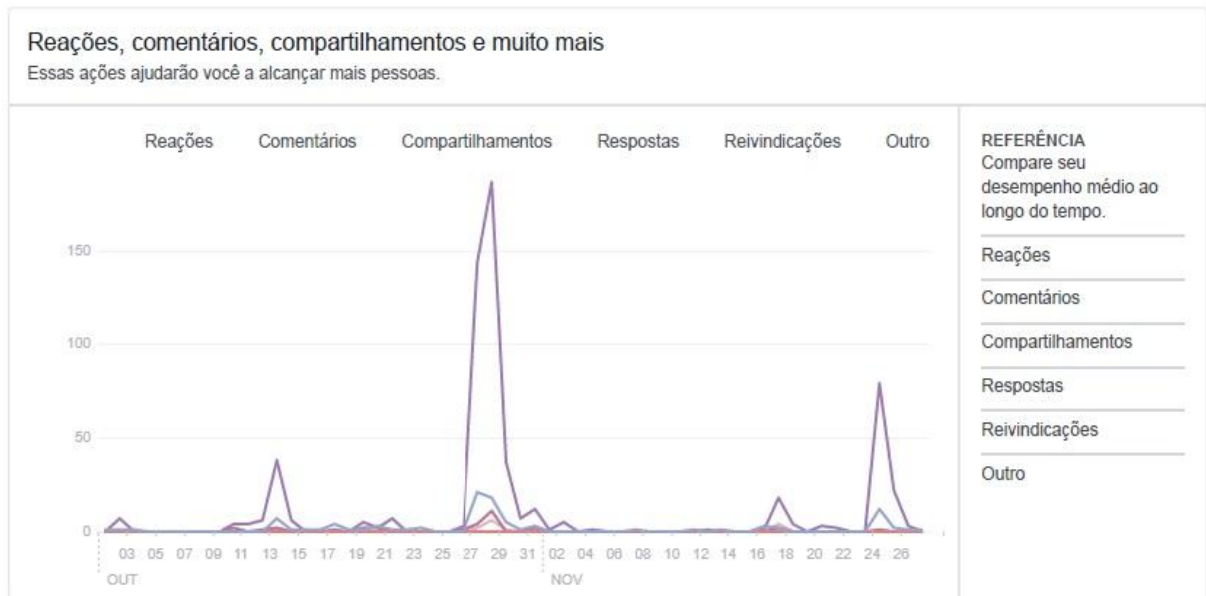 Reações, comentários, compartilhamentos e muito mais
Essas ações ajudarão você a alcançar mais pessoas.
Reações Comentários Compartilhamentos Respostas Reivindicações Outro
150
100
50
0
03 05 07 09 11 13 15 17 19 21 23 25 27 29 31 02 04 06 08 10 12 14 16 18 20 22 24 26
OUT NOV
REFERÊNCIA
Compare seu
desempenho médio ao
longo do tempo.
Reações
Comentários
Compartilhamentos
Respostas
Reivindicações
Outro